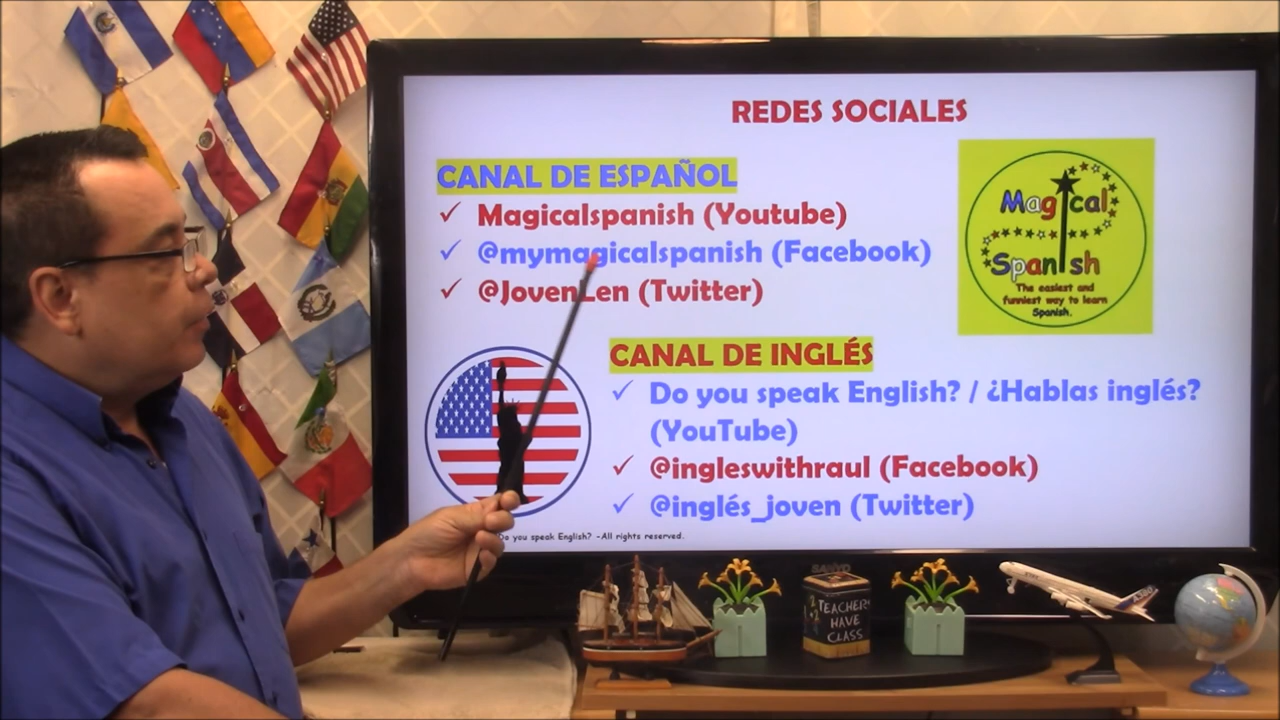 REDES SOCIALES
CANAL DE ESPAÑOL
Magicalspanish (Youtube)
@mymagicalspanish (Facebook)
@JovenLen (Twitter)
Magical
Spanish
The easiest and
funniest way to learn
Spanish.
CANAL DE INGLÉS
Do you speak English? / ¿Hablas inglés?
(YouTube)
@ingleswithraul (Facebook)
@inglés_joven (Twitter)
Do you speak English? -All rights reserved.
SANYO
TEACHERS
HAVE
CLASS
A380